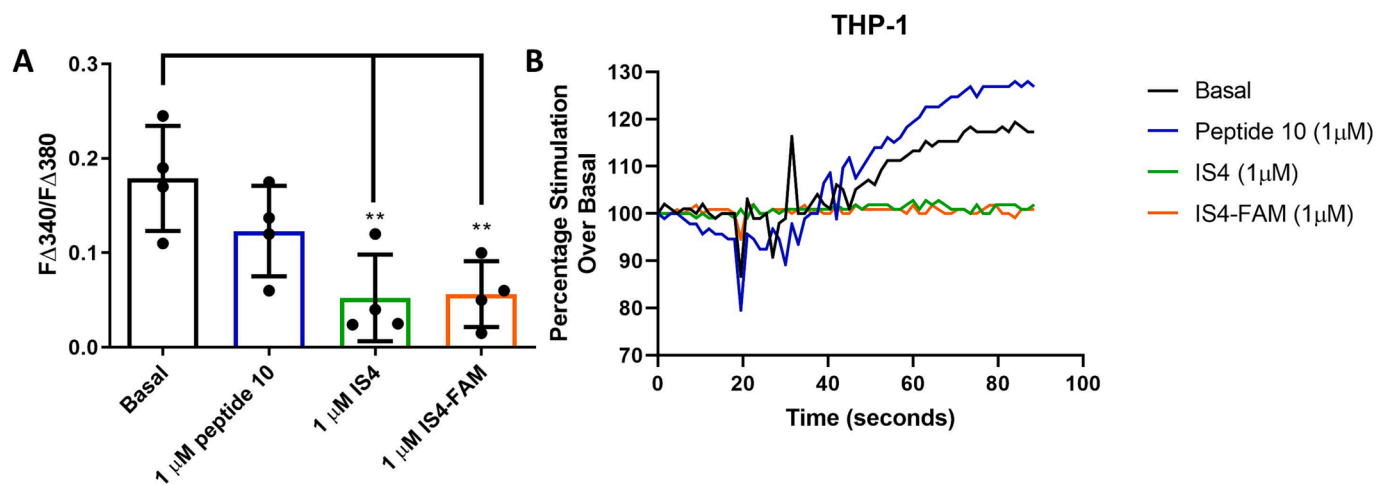 THP-1
A
B
0.3
0.2
0.1
0.0
FΔ340/FΔ380
**
**
Basal
1 μM peptide 10
1 μM IS4
1 μM IS4-FAM
130
120
110
100
90
80
70
Percentage Stimulation
Over Basal
0
20
40
60
80
100
Time (seconds)
Basal
Peptide 10 (1μM)
IS4 (1μM)
IS4-FAM (1μM)